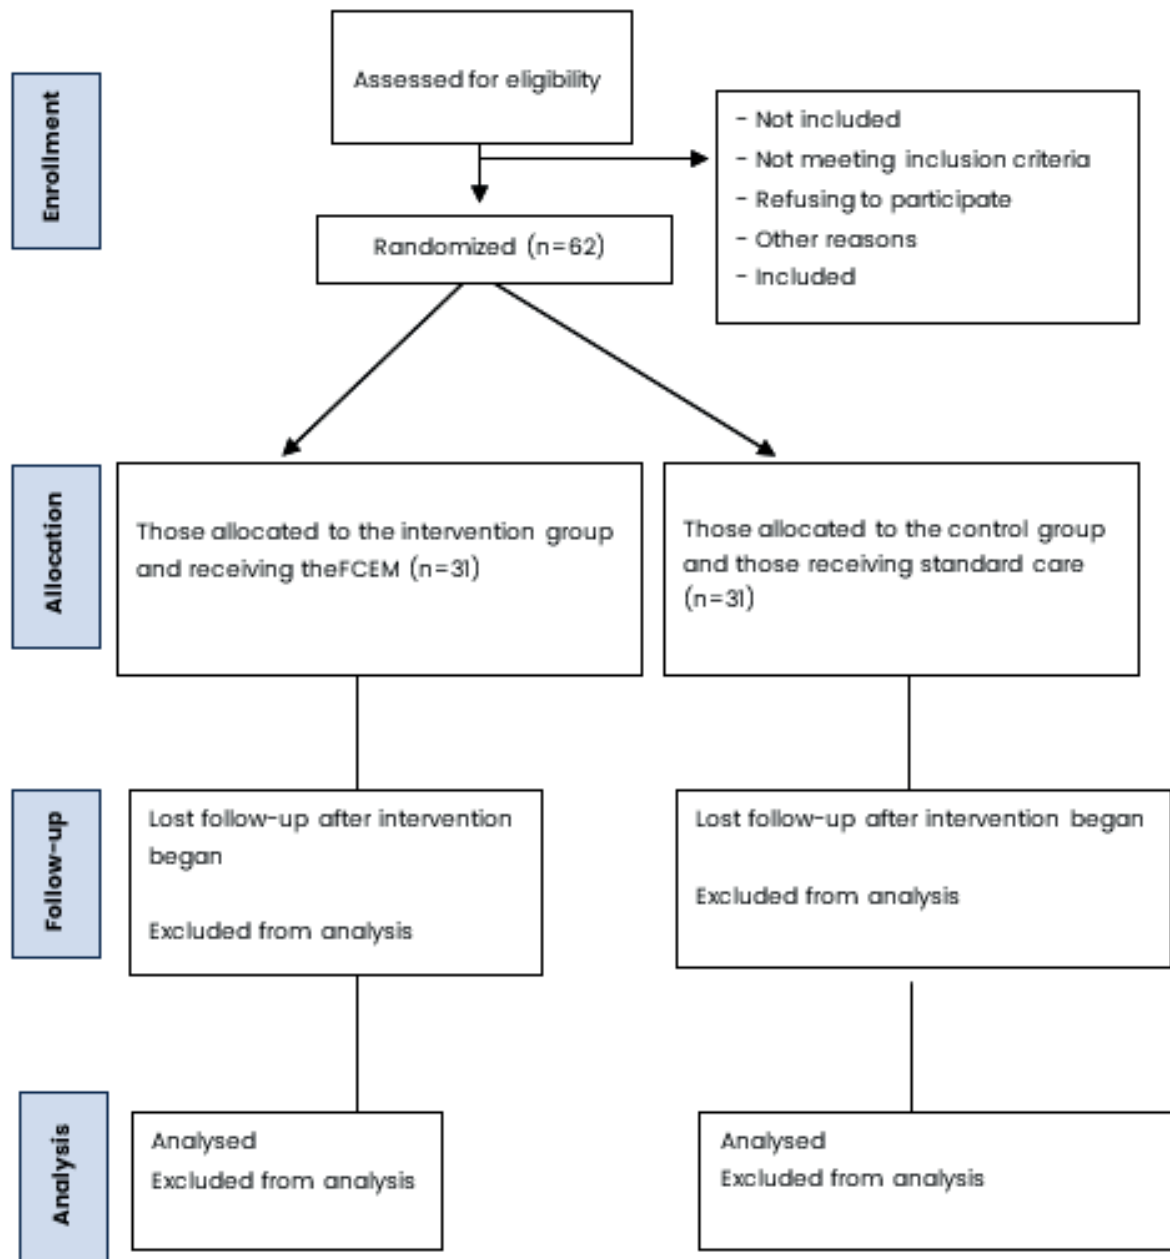 Enrollment
Assessed for eligibility
- Not included
- Not meeting inclusion criteria
- Refusing to participate
- Other reasons
- Included
Randomized (n=62)
Allocation
Those allocated to the intervention group
and receiving theFCEM (n=31)
Those allocated to the control group
and those receiving standard care
(n=31)
Follow-up
Lost follow-up after intervention
began
Excluded from analysis
Lost follow-up after intervention began
Excluded from analysis
Analysis
Analysed
Excluded from analysis
Analysed
Excluded from analysis